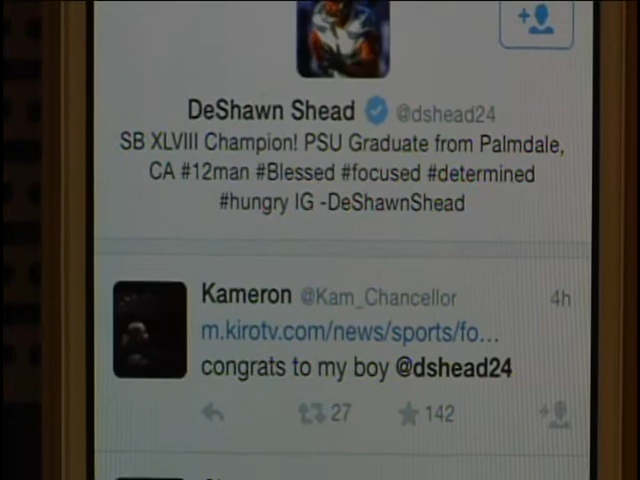 DeShawn Shead @dshead24
SB XLVIII Champion! PSU Graduate from Palmdale,
CA #12man #Blessed #focused #determined
#hungry IG -DeShawnShead
Kameron @Kam_Chancellor 4h
m.kirotv.com/news/sports/fo...
congrats to my boy @dshead24
27 142